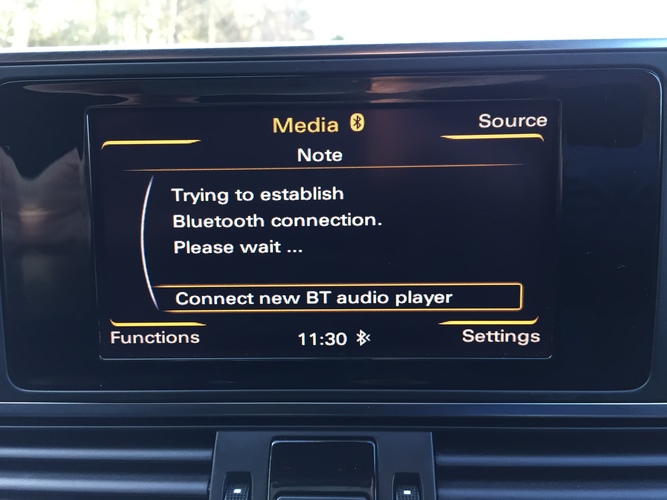 Media
Source
Note
Trying to establish
Bluetooth connection.
Please wait ...
Connect new BT audio player
Functions
11:30
Settings